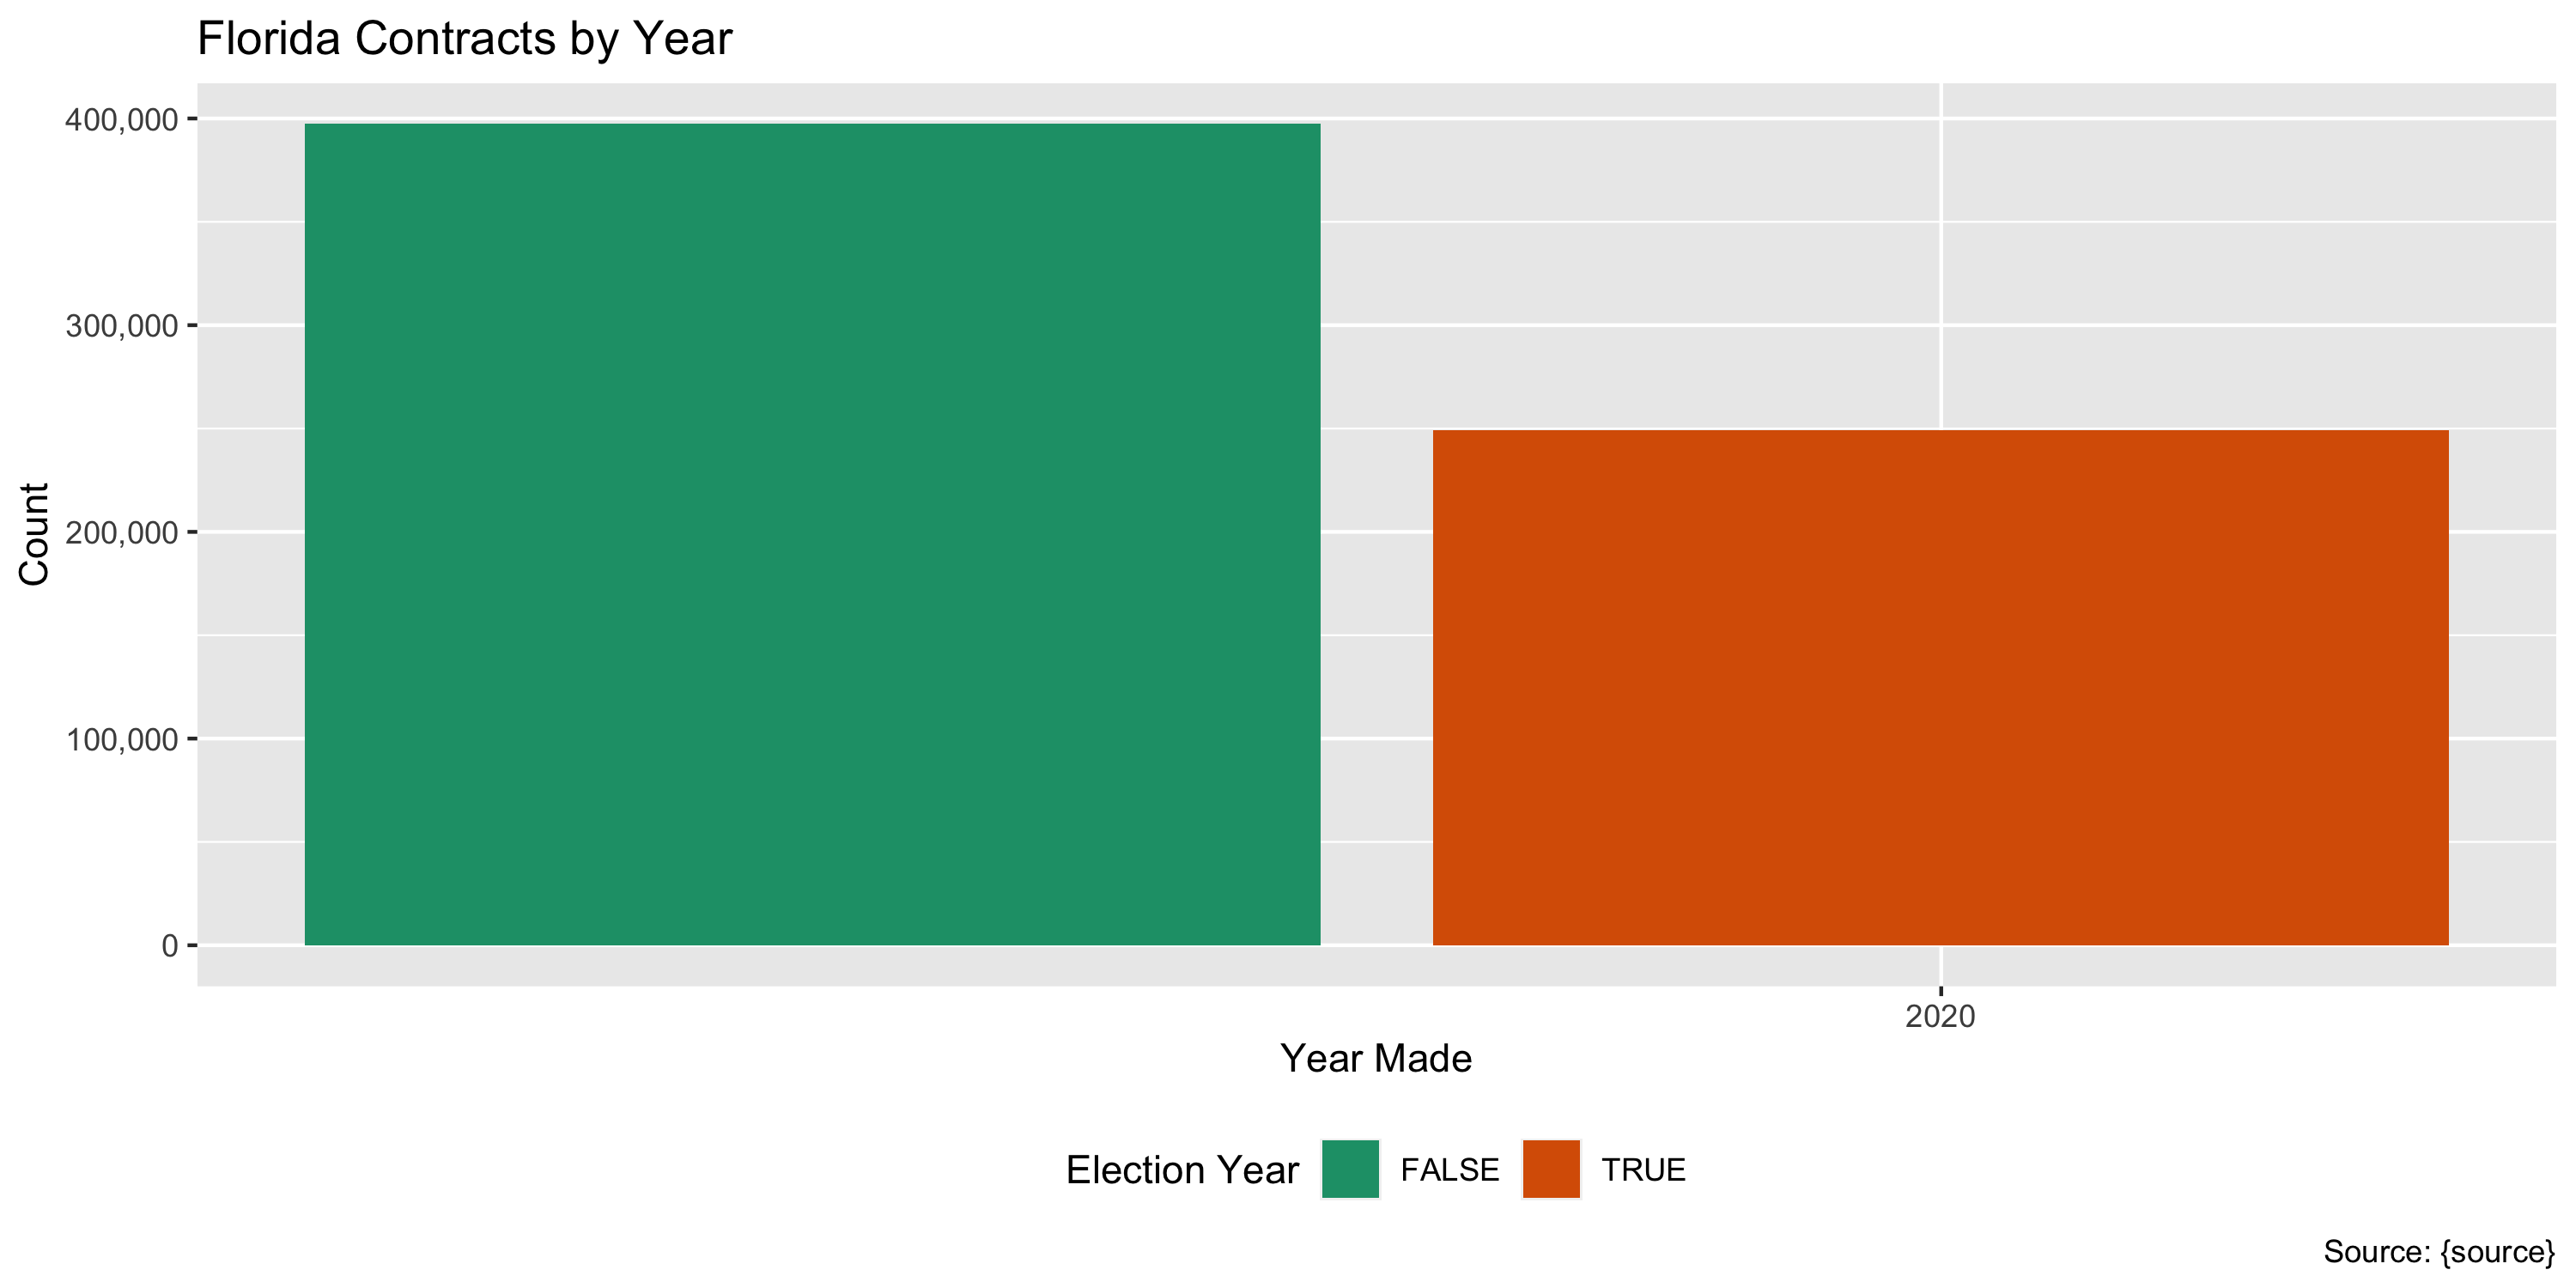 Florida Contracts by Year
400,000
300,000
200,000
100,000
0
Count
2020
Year Made
Election Year FALSE TRUE
Source: {source}